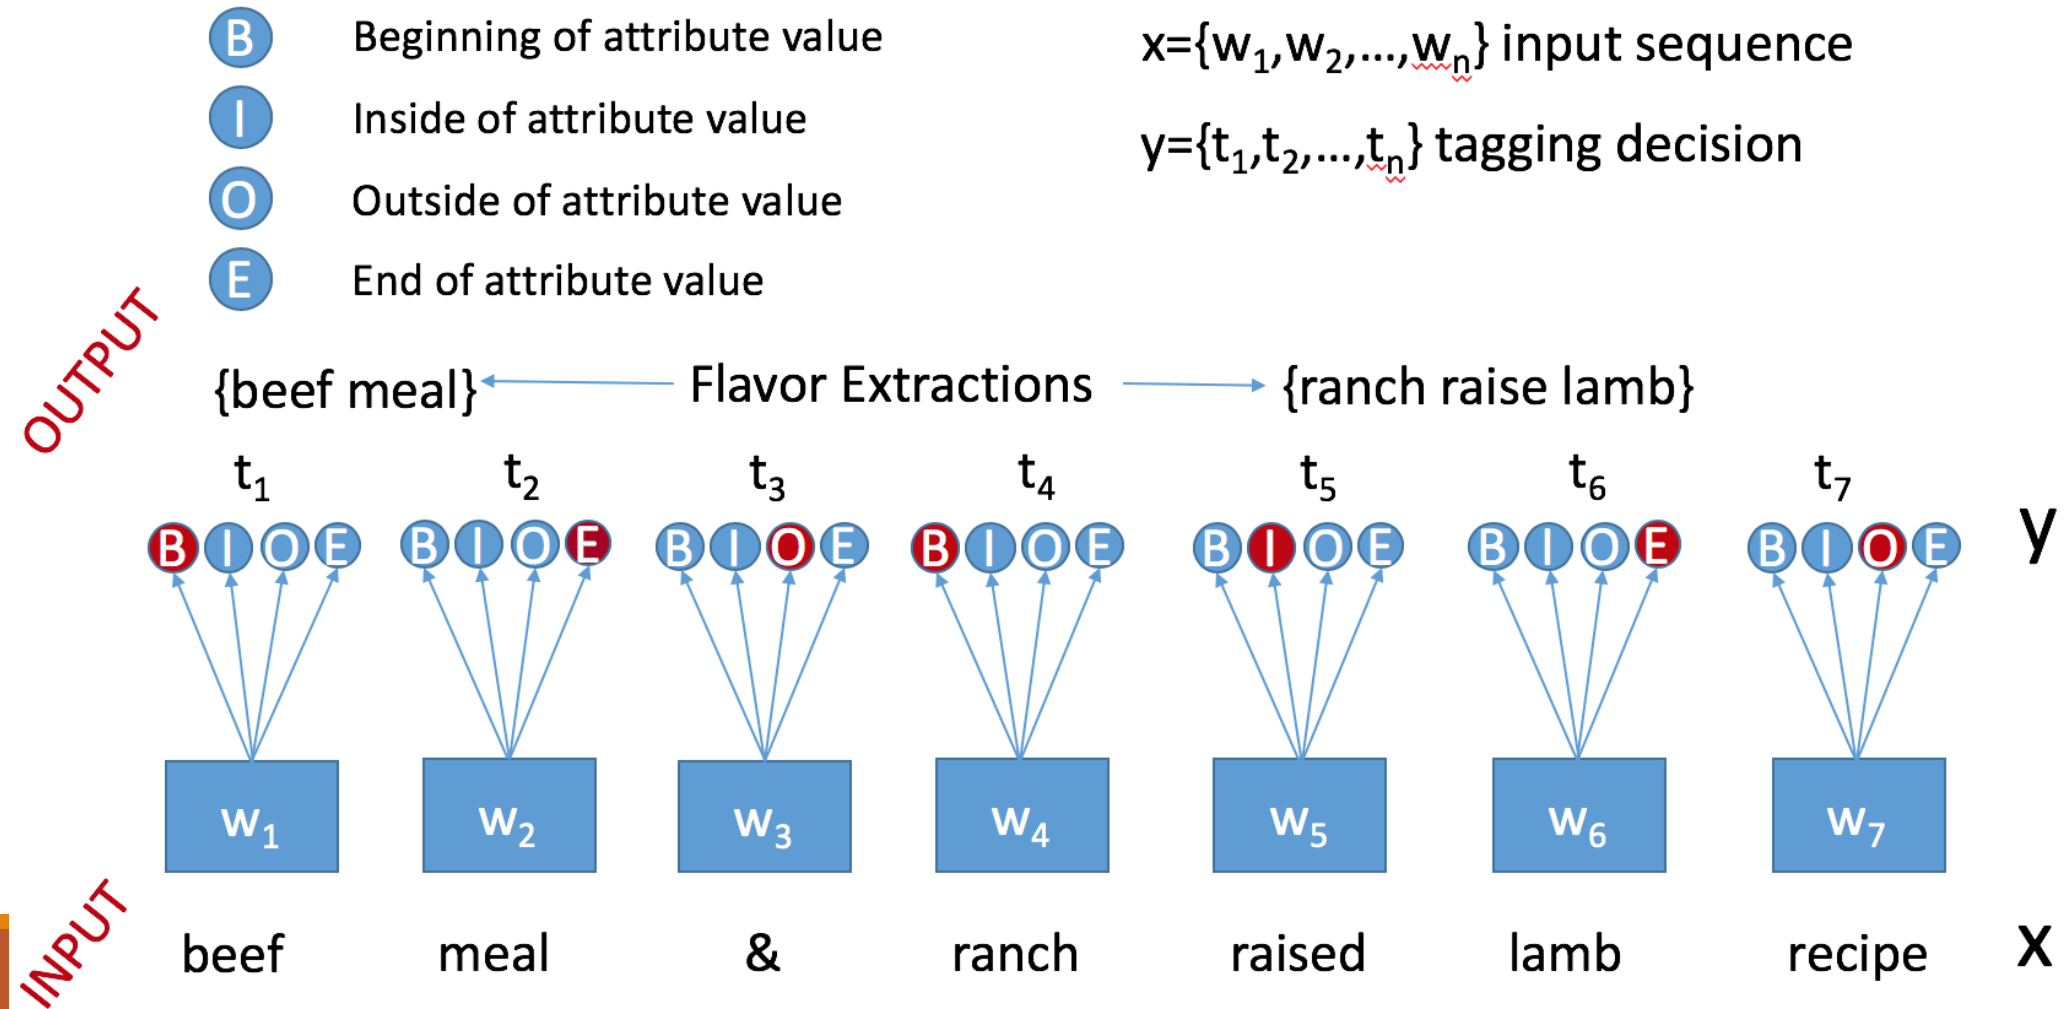 B Beginning of attribute value
I Inside of attribute value
O Outside of attribute value
E End of attribute value
x={w1,w2,...,wn} input sequence
y={t1,t2,...,tn} tagging decision
OUTPUT
{beef meal} Flavor Extractions {ranch raise lamb}
t1 t2 t3 t4 t5 t6 t7
B I O E B I O E B I O E B I O E B I O E B I O E B I O E y
w1 w2 w3 w4 w5 w6 w7
INPUT
beef meal & ranch raised lamb recipe x